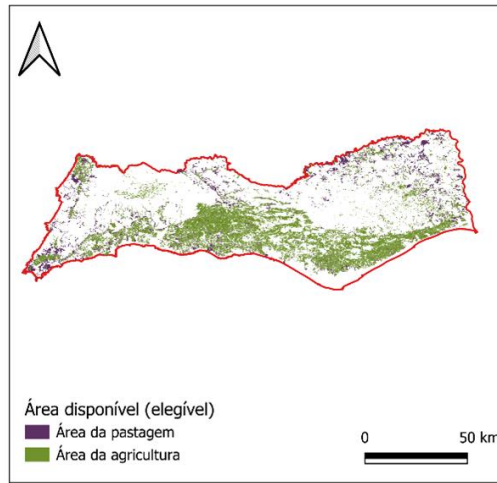 Área disponível (elegível)
Área da pastagem
Área da agricultura
0 50 km